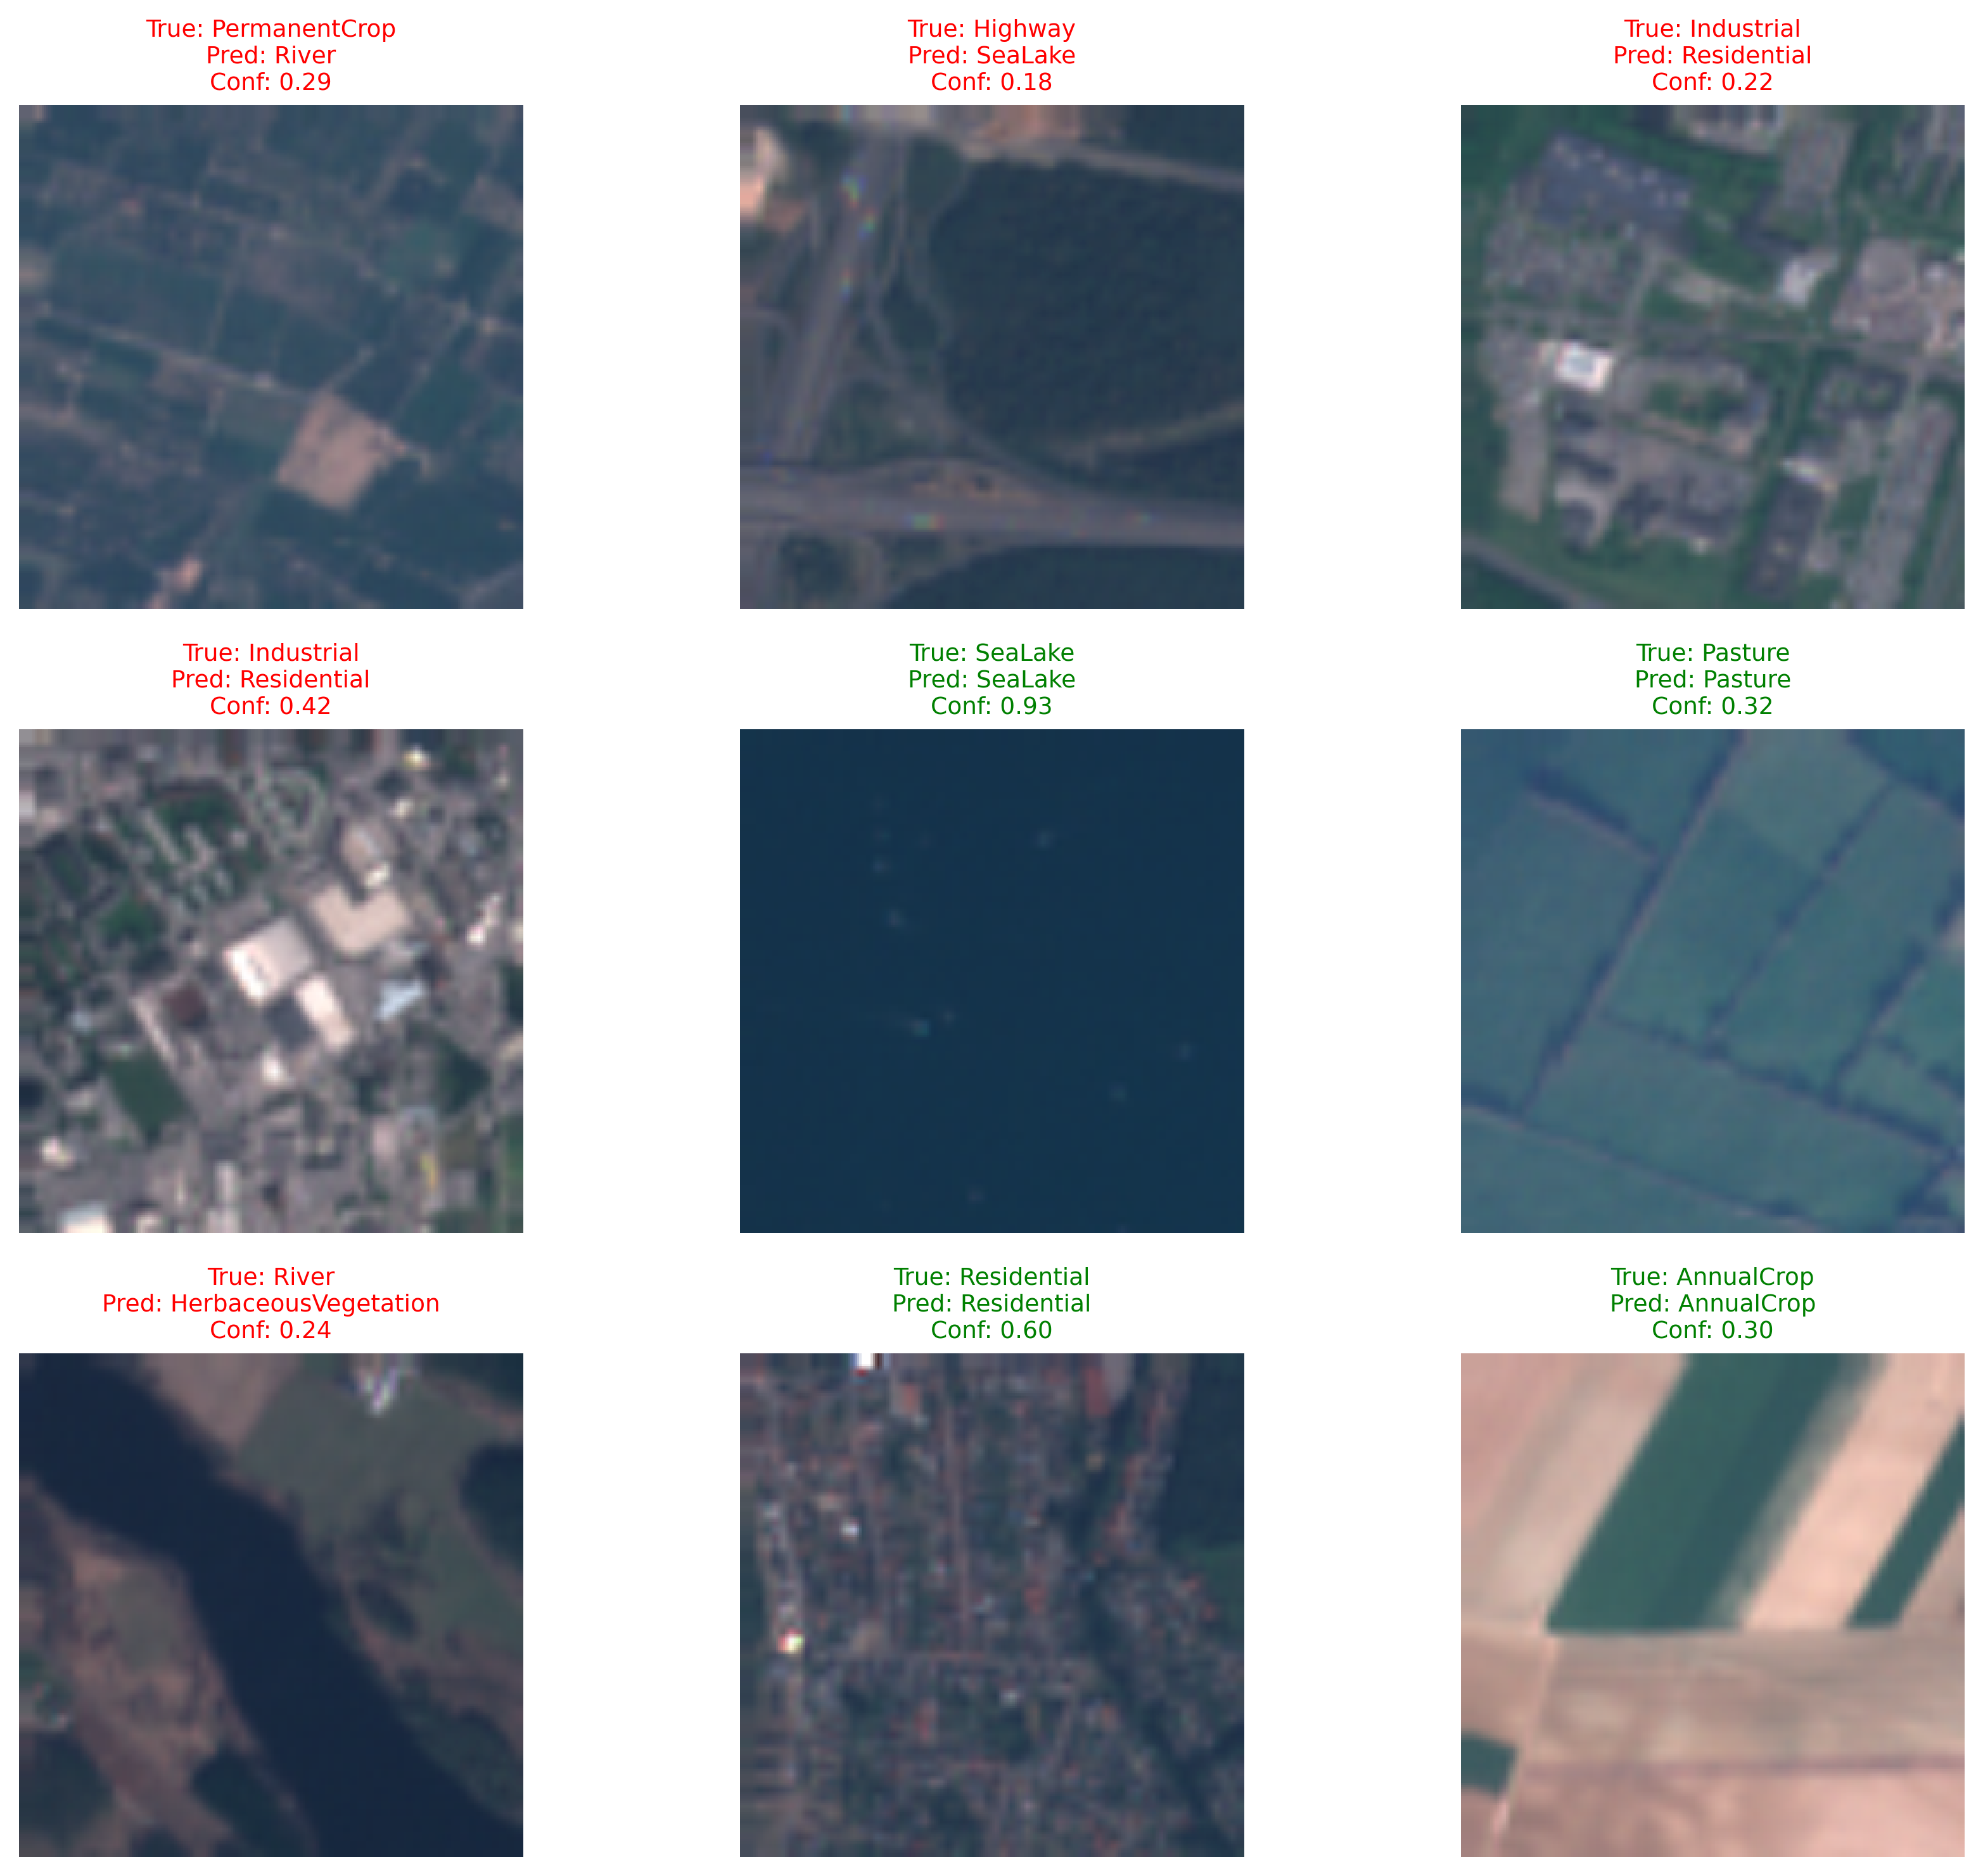 True: PermanentCrop
Pred: River
Conf: 0.29
True: Highway
Pred: SeaLake
Conf: 0.18
True: Industrial
Pred: Residential
Conf: 0.22
True: Industrial
Pred: Residential
Conf: 0.42
True: SeaLake
Pred: SeaLake
Conf: 0.93
True: Pasture
Pred: Pasture
Conf: 0.32
True: River
Pred: HerbaceousVegetation
Conf: 0.24
True: Residential
Pred: Residential
Conf: 0.60
True: AnnualCrop
Pred: AnnualCrop
Conf: 0.30